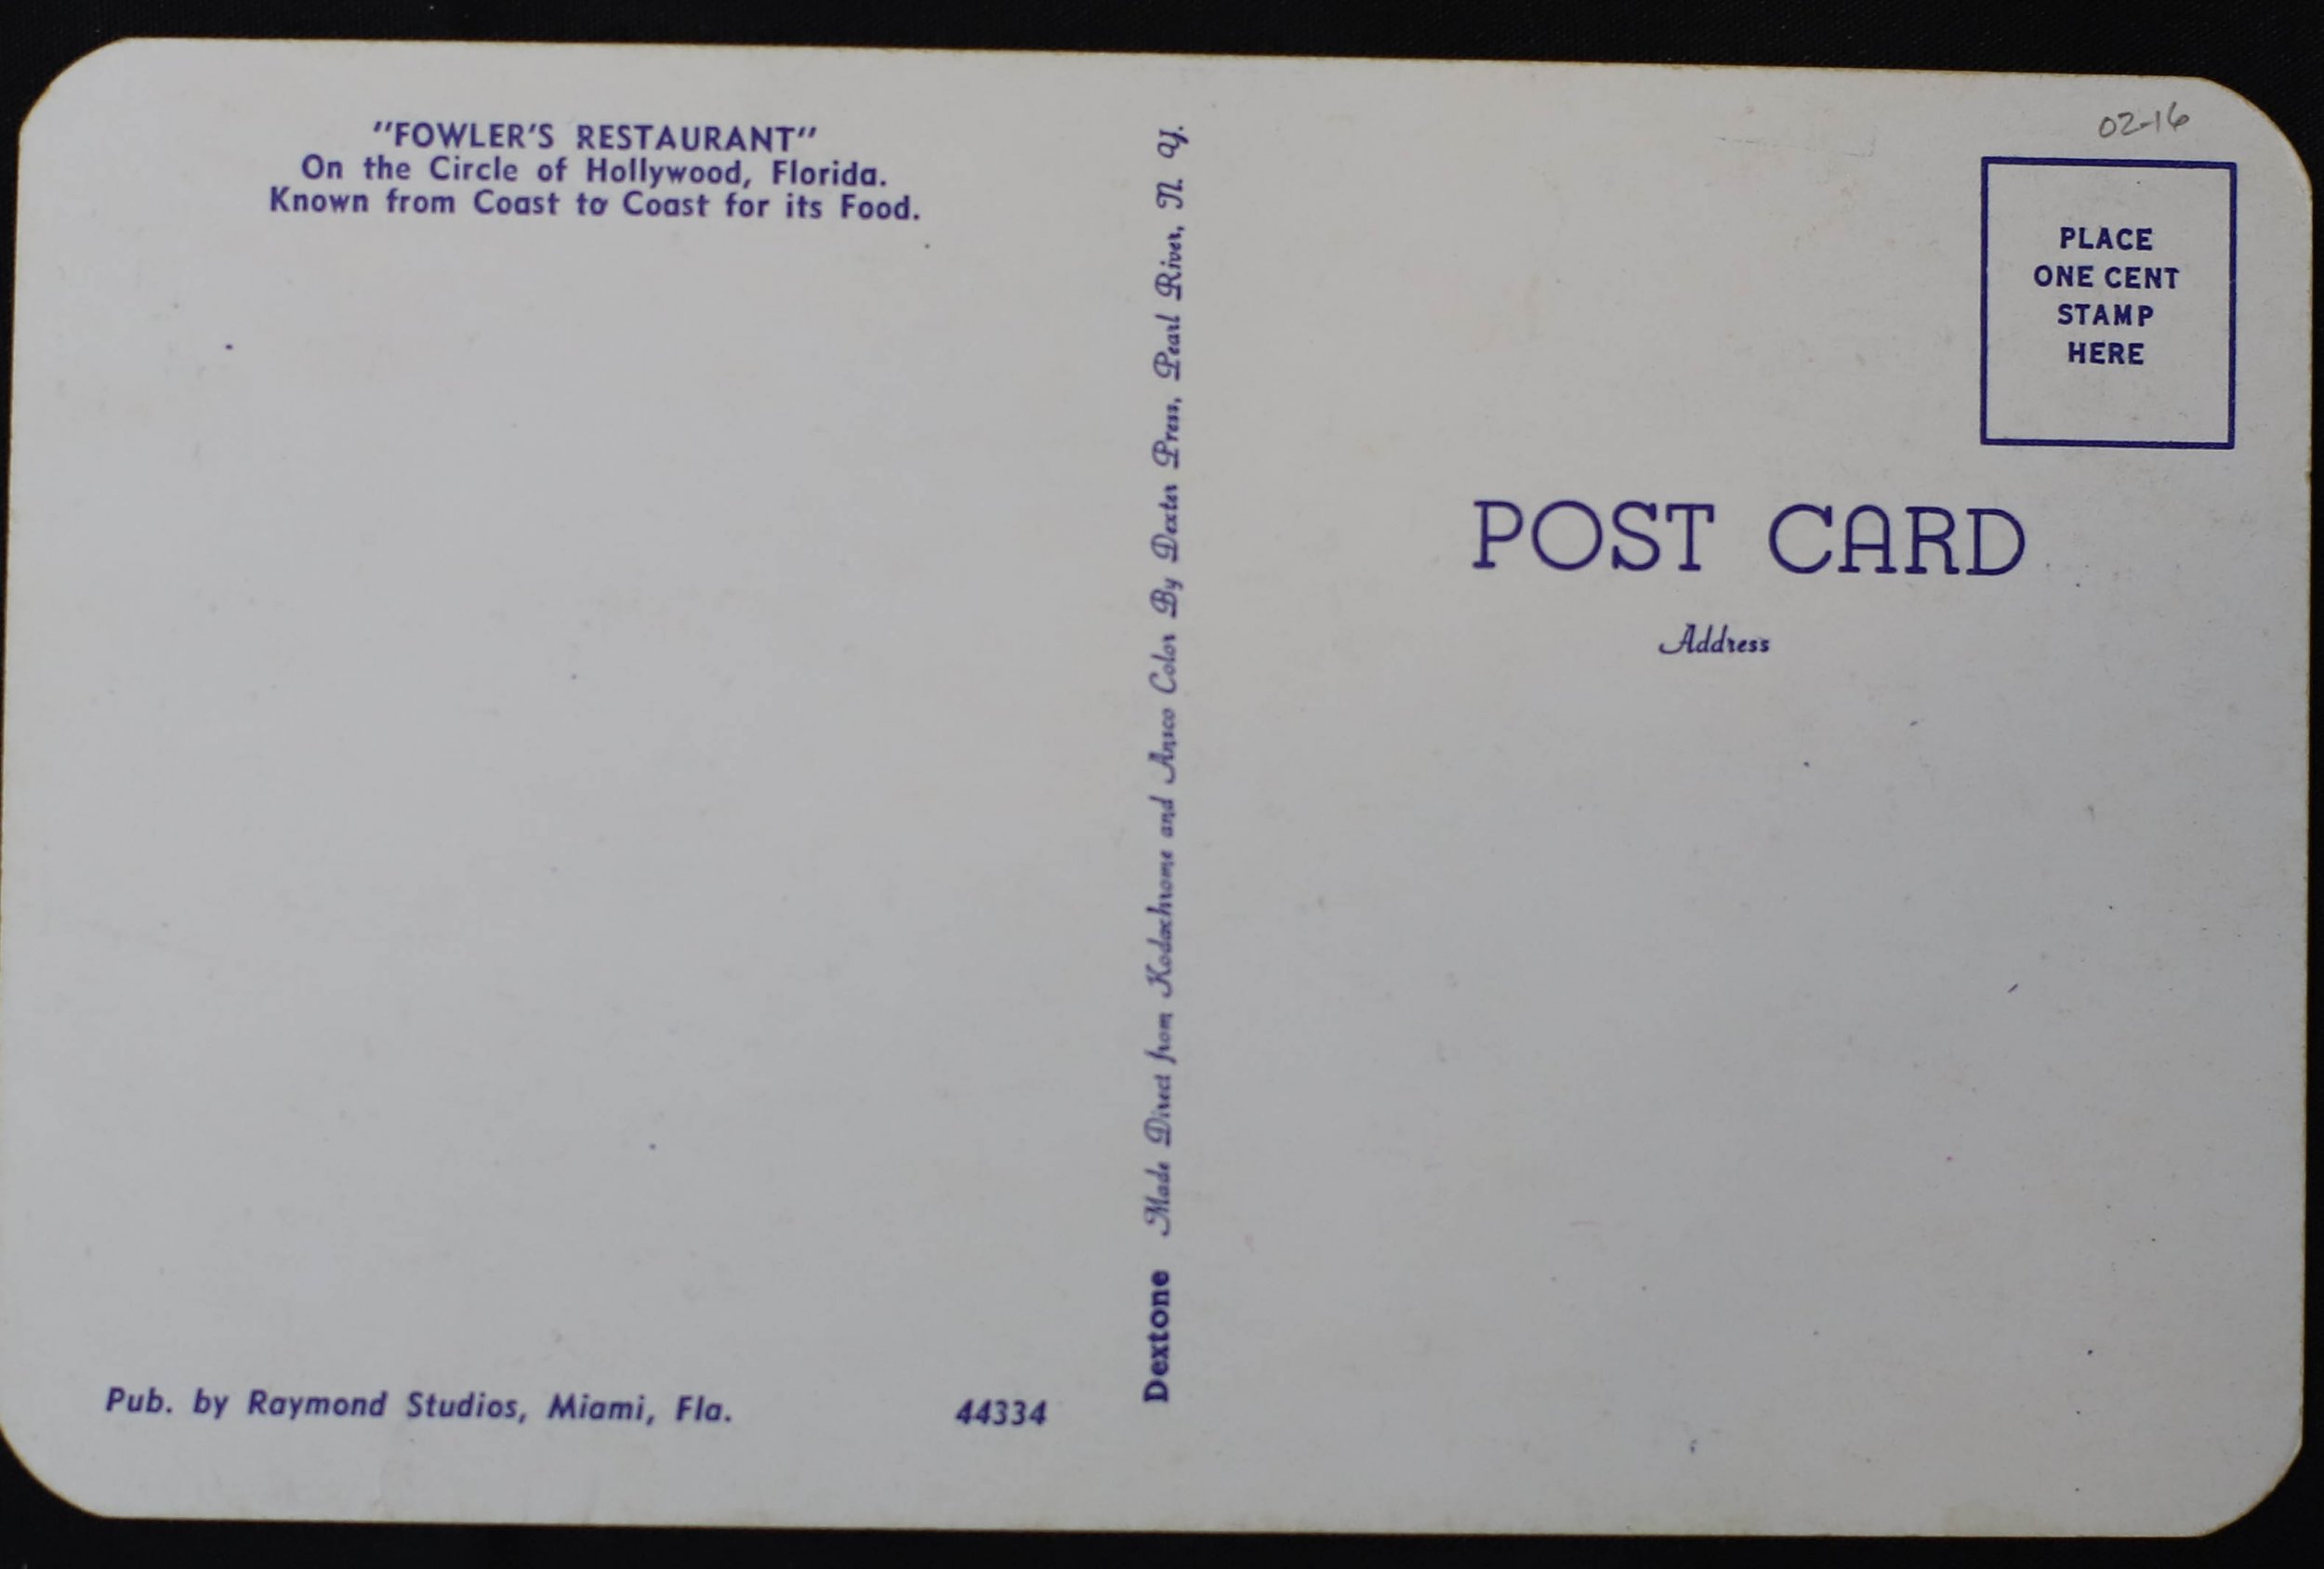 "FOWLER'S RESTAURANT"
On the Circle of Hollywood, Florida.
Known from Coast to Coast for its Food.
Pub. by Raymond Studios, Miami, Fla.
44334
Dextone Made Direct from Kodachrome and Ansco Color By Dexter Press, Pearl River, N. Y.
02-16
PLACE
ONE CENT
STAMP
HERE
POST CARD
Address